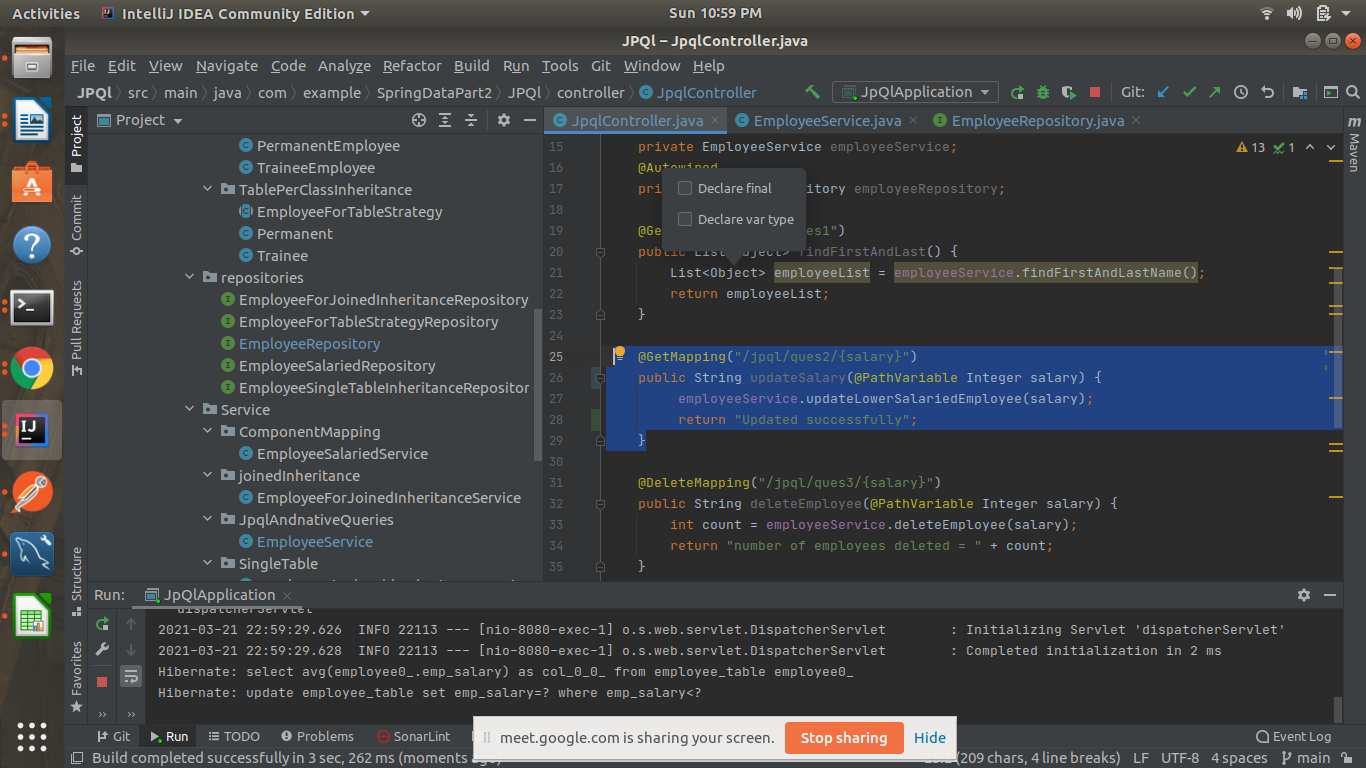 Activities IntelliJ IDEA Community Edition Sun 10:59 PM
JPQl – JpqlController.java
File Edit View Navigate Code Analyze Refactor Build Run Tools Git Window Help
JPQl src main java com example SpringDataPart2 JPQl controller JpqlController JpQlApplication Git:
Project
JpqlController.java EmployeeService.java EmployeeRepository.java
PermanentEmployee
TraineeEmployee
TablePerClassInheritance
EmployeeForTableStrategy
Permanent
Trainee
repositories
EmployeeForJoinedInheritanceRepository
EmployeeForTableStrategyRepository
EmployeeRepository
EmployeeSalariedRepository
EmployeeSingleTableInheritanceRepositor
Service
ComponentMapping
EmployeeSalariedService
joinedInheritance
EmployeeForJoinedInheritanceService
JpqlAndnativeQueries
EmployeeService
SingleTable
Project
Commit
Pull Requests
Structure
Favorites
Maven
13 1
15 private EmployeeService employeeService;
16 @Autowired
17 pri ository employeeRepository;
18
19 @Ge es1")
20 public List<Object> findFirstAndLast() {
21 List<Object> employeeList = employeeService.findFirstAndLastName();
22 return employeeList;
23 }
24
25 @GetMapping("/jpql/ques2/{salary}")
26 public String updateSalary(@PathVariable Integer salary) {
27 employeeService.updateLowerSalariedEmployee(salary);
28 return "Updated successfully";
29 }
30
31 @DeleteMapping("/jpql/ques3/{salary}")
32 public String deleteEmployee(@PathVariable Integer salary) {
33 int count = employeeService.deleteEmployee(salary);
34 return "number of employees deleted = " + count;
35 }
Declare final
Declare var type
Run: JpQlApplication
dispatcherServlet
2021-03-21 22:59:29.626 INFO 22113 --- [nio-8080-exec-1] o.s.web.servlet.DispatcherServlet : Initializing Servlet 'dispatcherServlet'
2021-03-21 22:59:29.628 INFO 22113 --- [nio-8080-exec-1] o.s.web.servlet.DispatcherServlet : Completed initialization in 2 ms
Hibernate: select avg(employee0_.emp_salary) as col_0_0_ from employee_table employee0_
Hibernate: update employee_table set emp_salary=? where emp_salary<?
Git Run TODO Problems SonarLint Event Log
meet.google.com is sharing your screen. Stop sharing Hide
Build completed successfully in 3 sec, 262 ms (moments ago) (209 chars, 4 line breaks) LF UTF-8 4 spaces main